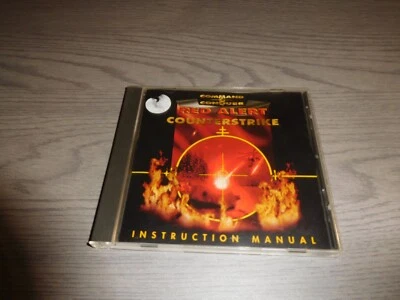 COMMAND
&
CONQUER
RED ALERT
COUNTERSTRIKE
INSTRUCTION MANUAL